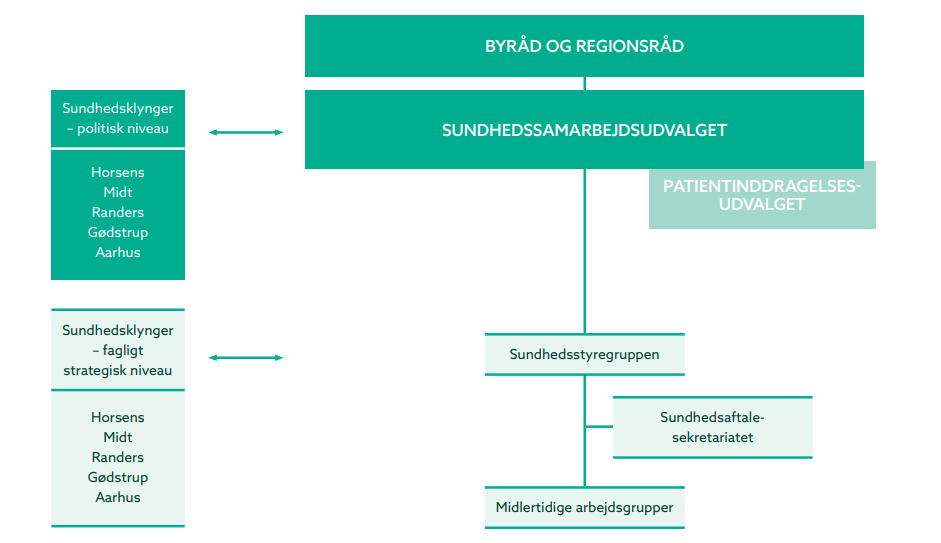 BYRÅD OG REGIONSRÅD
SUNDHEDSSAMARBEJDSUDVALGET
PATIENTINDDRAGELSES-
UDVALGET
Sundhedsklynger
– politisk niveau
Horsens
Midt
Randers
Gødstrup
Aarhus
Sundhedsklynger
– fagligt
strategisk niveau
Horsens
Midt
Randers
Gødstrup
Aarhus
Sundhedsstyregruppen
Sundhedsaftale-
sekretariatet
Midlertidige arbejdsgrupper